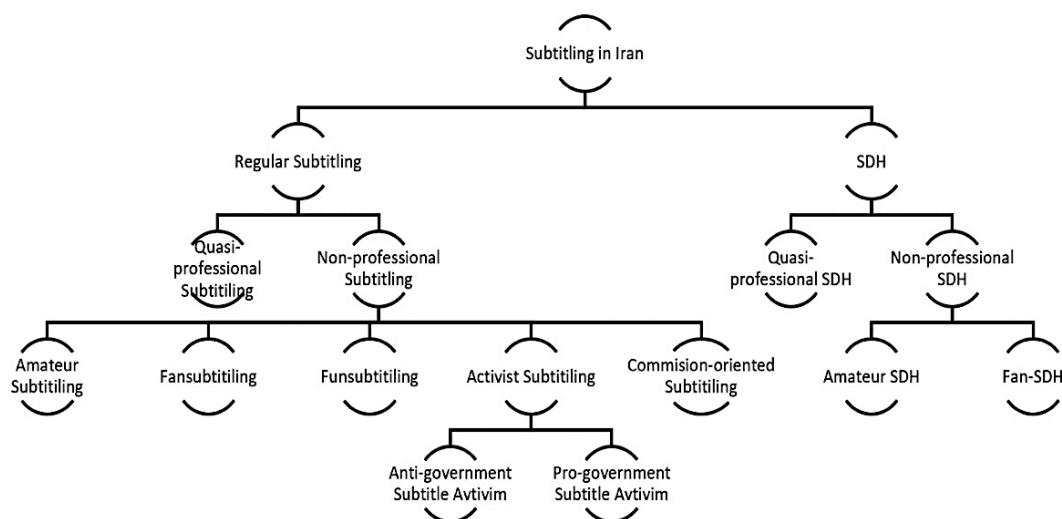 Subtitling in Iran
Regular Subtitling
SDH
Quasi-
professional
Subtitiling
Non-professional
Subtitling
Quasi-
professional SDH
Non-professional
SDH
Amateur
Subtitiling
Fansubtitiling
Funsubtitiling
Activist Subtitiling
Commision-oriented
Subtitiling
Amateur SDH
Fan-SDH
Anti-government
Subtitle Avtivim
Pro-government
Subtitle Avtivim